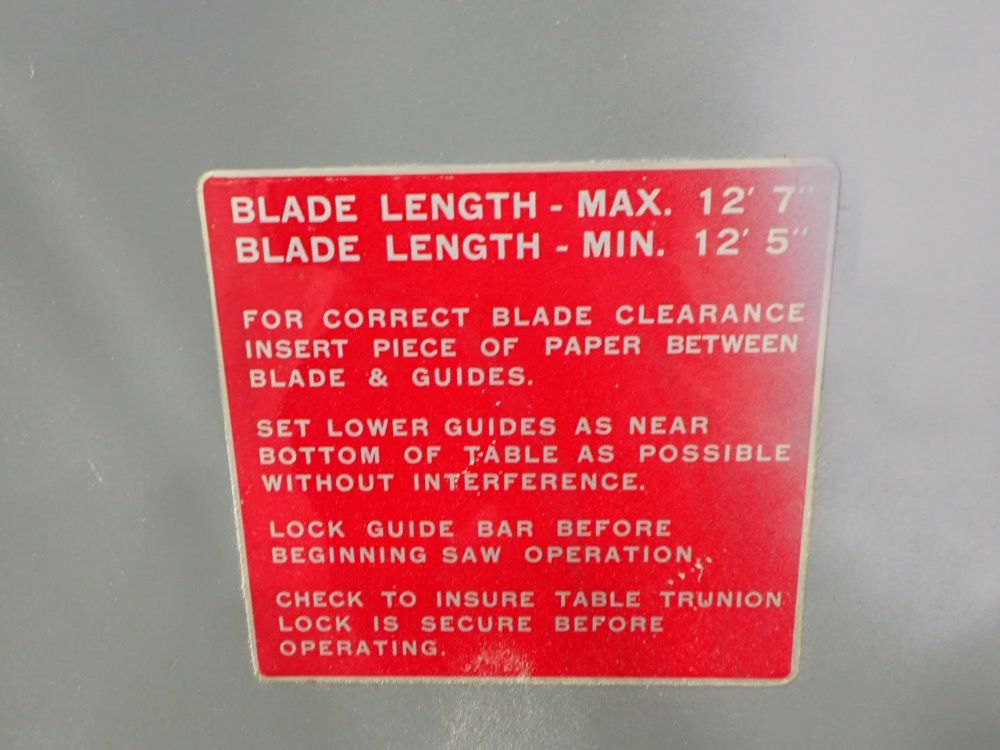 BLADE LENGTH - MAX. 12' 7"
BLADE LENGTH - MIN. 12' 5"
FOR CORRECT BLADE CLEARANCE
INSERT PIECE OF PAPER BETWEEN
BLADE & GUIDES.
SET LOWER GUIDES AS NEAR
BOTTOM OF TABLE AS POSSIBLE
WITHOUT INTERFERENCE.
LOCK GUIDE BAR BEFORE
BEGINNING SAW OPERATION.
CHECK TO INSURE TABLE TRUNION
LOCK IS SECURE BEFORE
OPERATING.